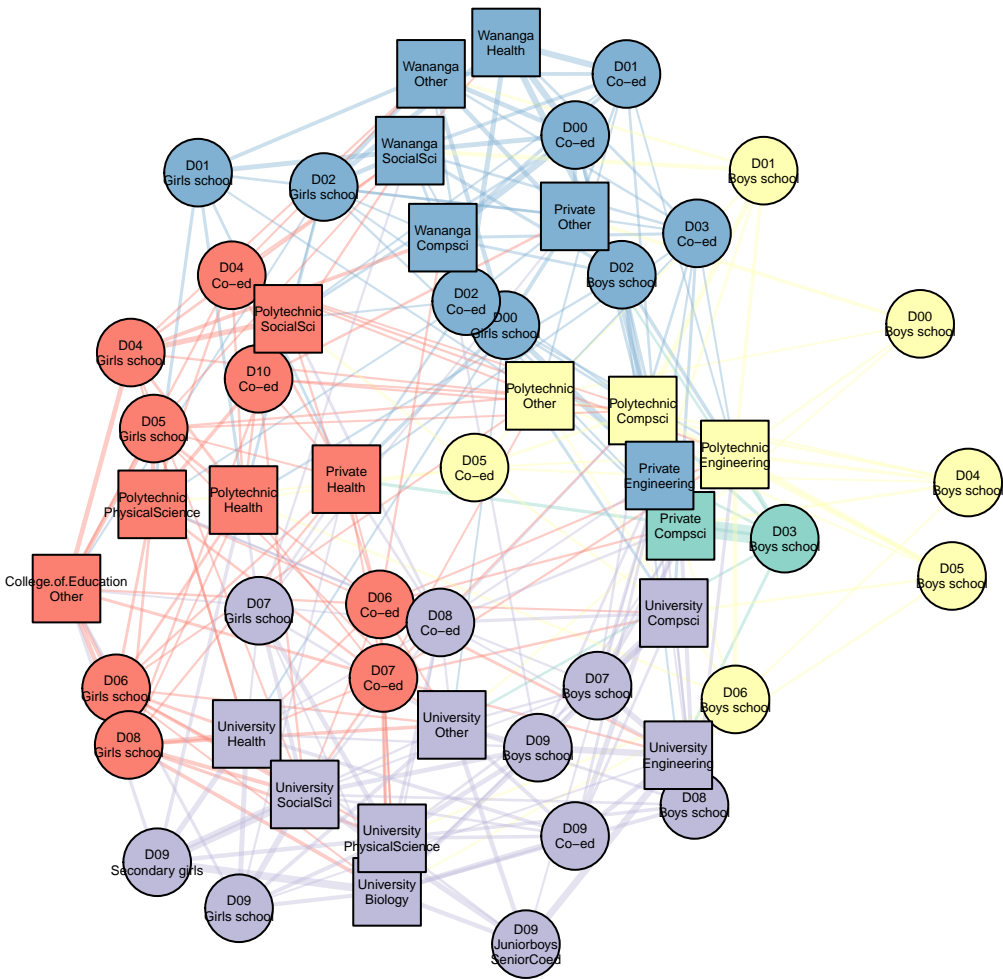 Wananga
Health
Wananga
Other
D01
Co−ed
D00
Co−ed
Wananga
SocialSci
D01
Girls school
D02
Girls school
D01
Boys school
Private
Other
Wananga
Compsci
D03
Co−ed
D04
Co−ed
D02
Boys school
D02
Co−ed
D00
Girls school
Polytechnic
SocialSci
D00
Boys school
D04
Girls school
D10
Co−ed
Polytechnic
Other
Polytechnic
Compsci
D05
Girls school
Polytechnic
Engineering
D05
Co−ed
Private
Health
Private
Engineering
D04
Boys school
Polytechnic
PhysicalScience
Polytechnic
Health
Private
Compsci
D03
Boys school
D05
Boys school
College.of.Education
Other
D07
Girls school
D06
Co−ed
D08
Co−ed
University
Compsci
D07
Co−ed
D06
Girls school
D07
Boys school
D06
Boys school
University
Health
University
Other
D08
Girls school
D09
Boys school
University
Engineering
University
SocialSci
D08
Boys school
University
PhysicalScience
D09
Co−ed
D09
Secondary girls
University
Biology
D09
Girls school
D09
Juniorboys
SeniorCoed